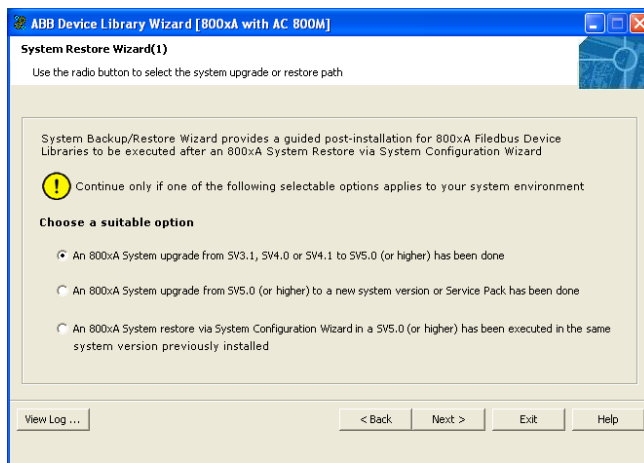 ABB Device Library Wizard [800xA with AC 800M]
System Restore Wizard(1)
Use the radio button to select the system upgrade or restore path
System Backup/Restore Wizard provides a guided post-installation for 800xA Filedbus Device
Libraries to be executed after an 800xA System Restore via System Configuration Wizard
! Continue only if one of the following selectable options applies to your system environment
Choose a suitable option
An 800xA System upgrade from SV3.1, SV4.0 or SV4.1 to SV5.0 (or higher) has been done
An 800xA System upgrade from SV5.0 (or higher) to a new system version or Service Pack has been done
An 800xA System restore via System Configuration Wizard in a SV5.0 (or higher) has been executed in the same
system version previously installed
View Log ... < Back Next > Exit Help